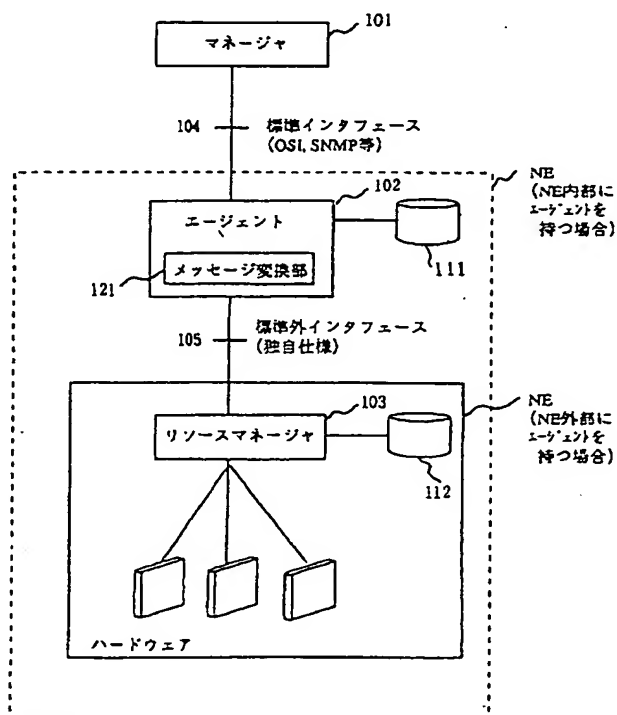 101
マネージャ
104
標準インタフェース
(OSI, SNMP等)
NE
(NE内部に
エージェントを
持つ場合)
102
エージェント
111
121
メッセージ変換部
105
標準外インタフェース
(独自仕様)
103
リソースマネージャ
112
NE
(NE外部に
エージェントを
持つ場合)
ハードウェア